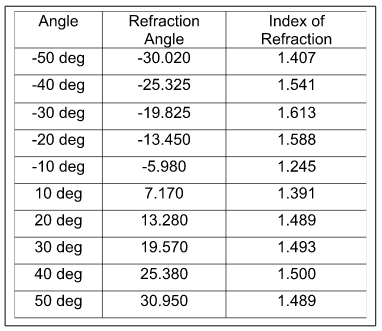 Angle Refraction Angle Index of Refraction
-50 deg -30.020 1.407
-40 deg -25.325 1.541
-30 deg -19.825 1.613
-20 deg -13.450 1.588
-10 deg -5.980 1.245
10 deg 7.170 1.391
20 deg 13.280 1.489
30 deg 19.570 1.493
40 deg 25.380 1.500
50 deg 30.950 1.489